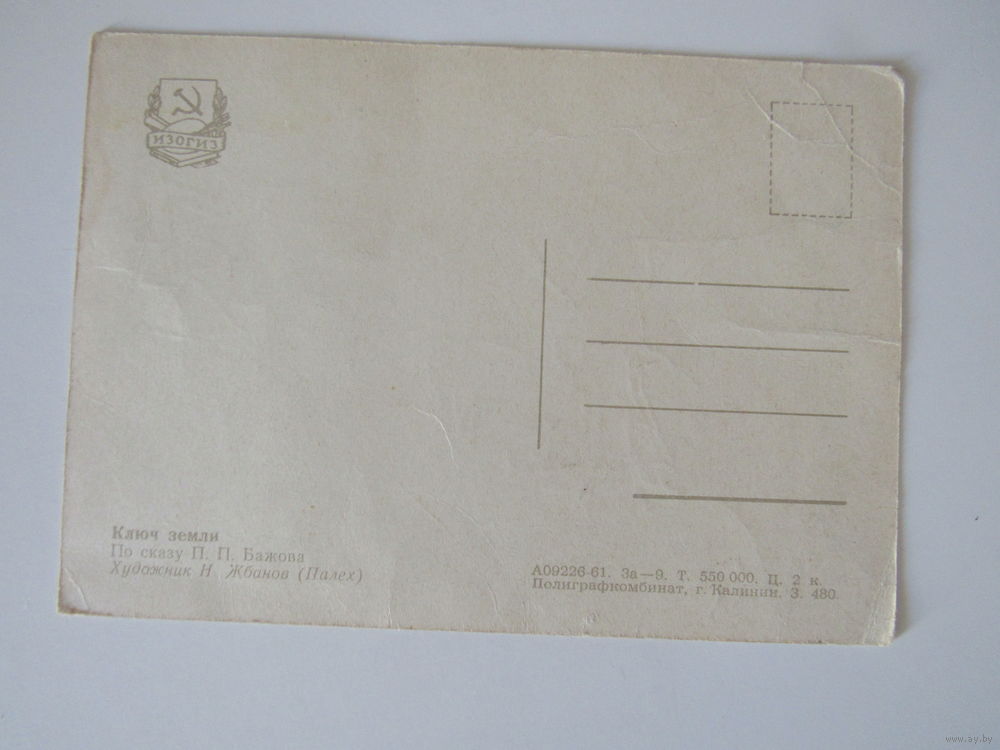 ИЗОГИЗ
Ключ земли
По сказу П. П. Бажова
Художник Н. Жбанов (Палех)
А09226-61. За—9. Т. 550 000. Ц. 2 к.
Полиграфкомбинат, г. Калинин. З. 480.
www.ay.by